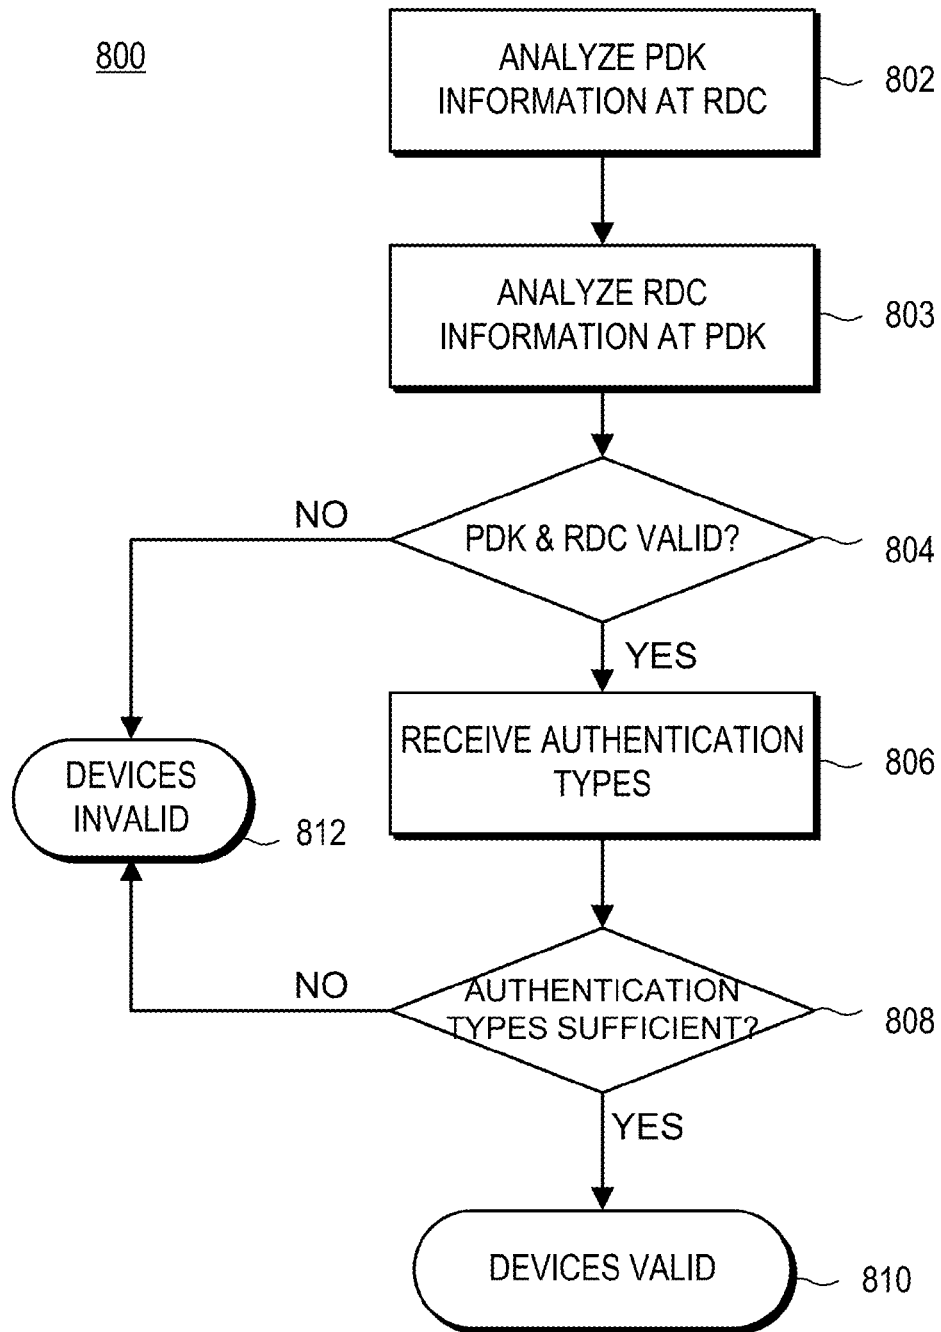 800
ANALYZE PDK
INFORMATION AT RDC
802
ANALYZE RDC
INFORMATION AT PDK
803
NO
PDK & RDC VALID?
804
YES
RECEIVE AUTHENTICATION
TYPES
806
DEVICES
INVALID
812
NO
AUTHENTICATION
TYPES SUFFICIENT?
808
YES
DEVICES VALID
810